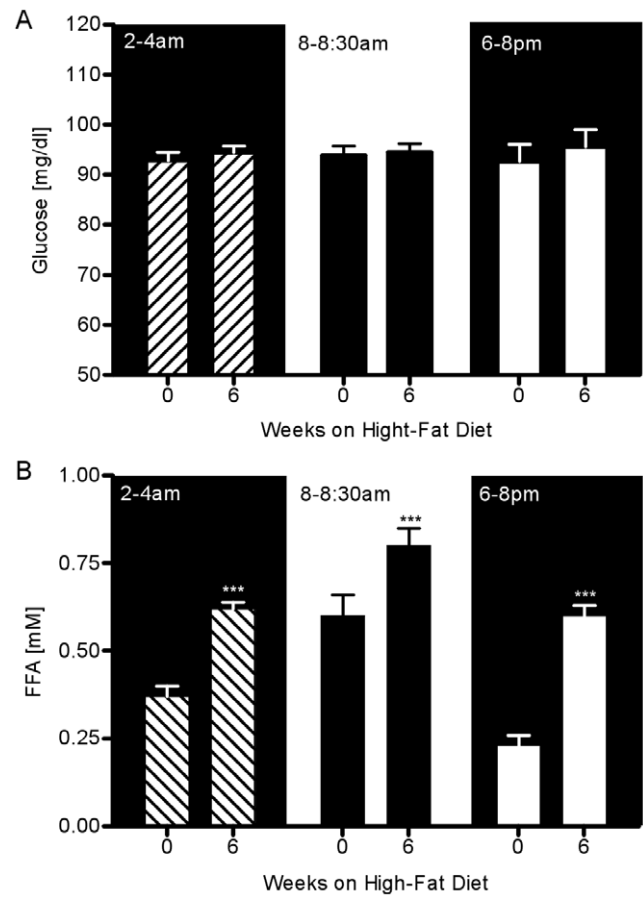 A
120
110
100
90
80
70
60
50
Glucose [mg/dl]
2-4am
8-8:30am
6-8pm
0 6 0 6 0 6
Weeks on Hight-Fat Diet
B
1.00
0.75
0.50
0.25
0.00
FFA [mM]
2-4am
8-8:30am
6-8pm
*** *** ***
0 6 0 6 0 6
Weeks on High-Fat Diet